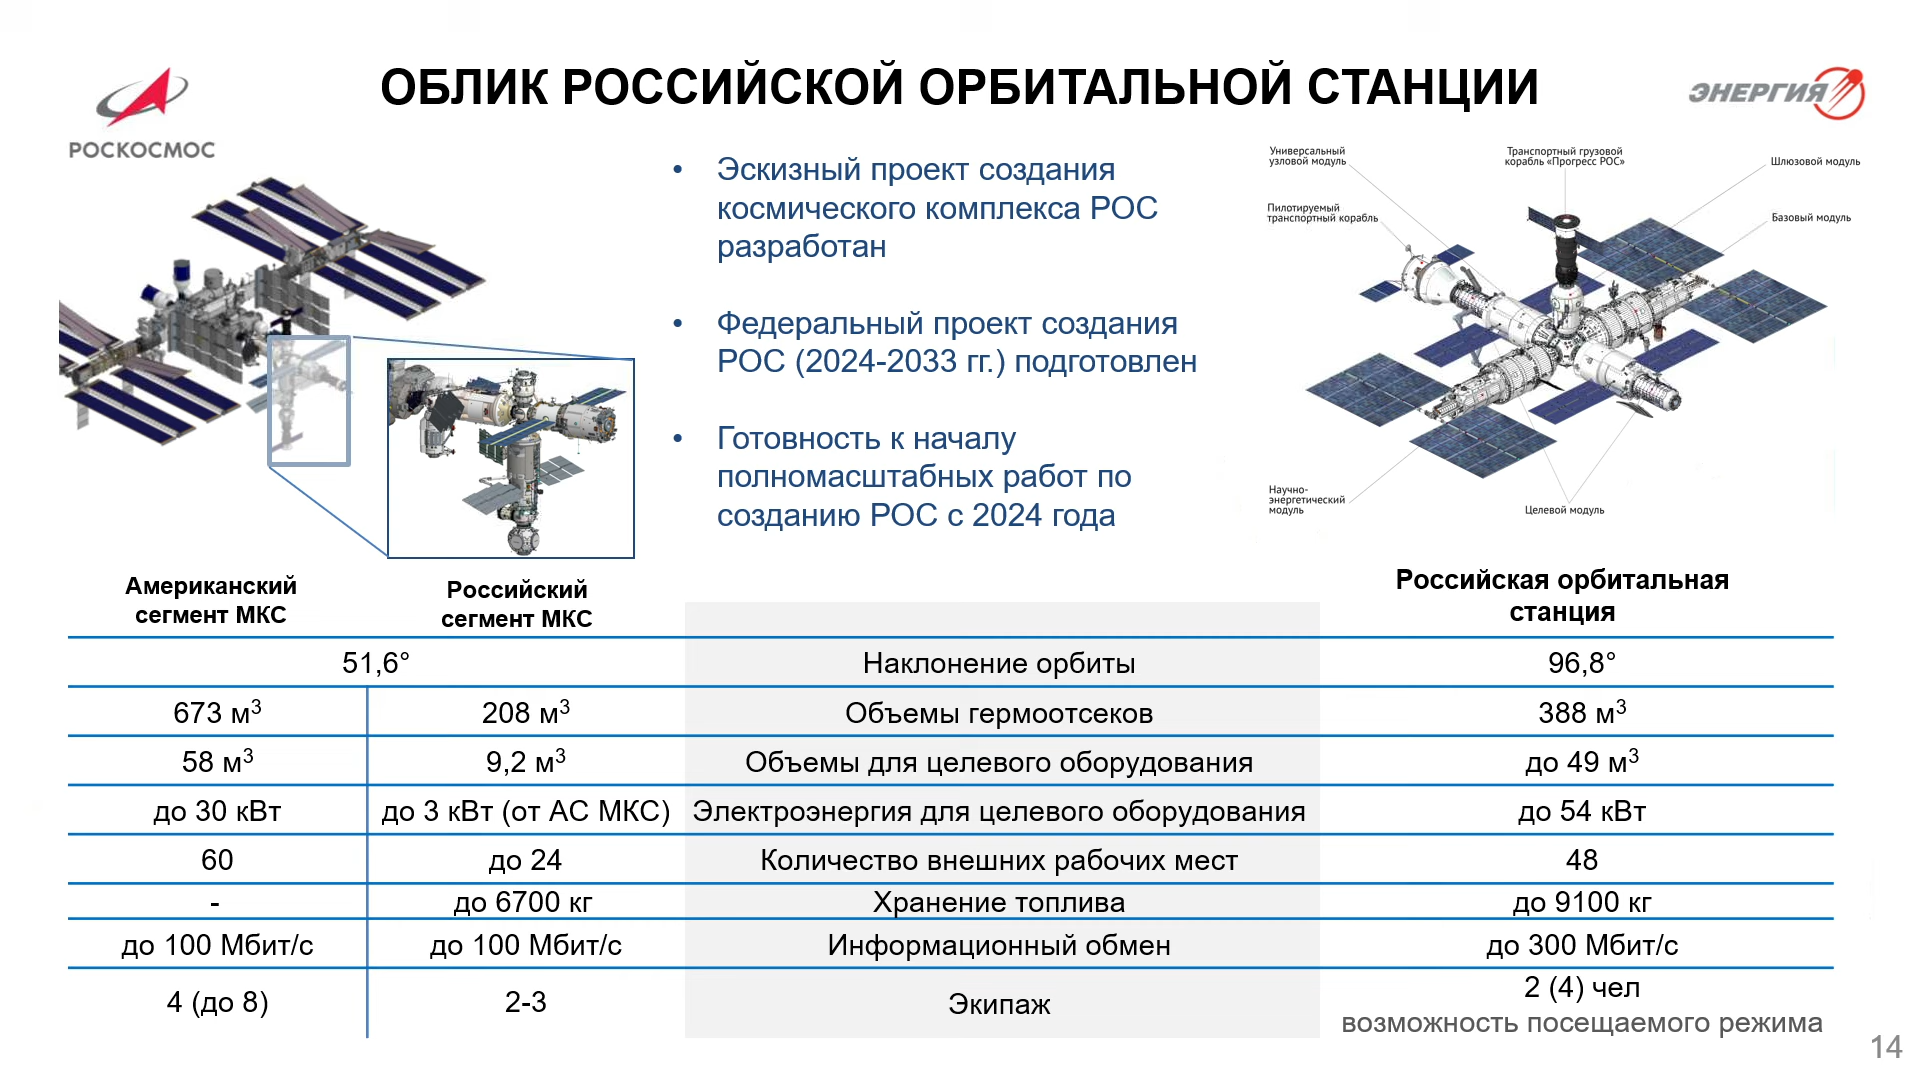 ОБЛИК РОССИЙСКОЙ ОРБИТАЛЬНОЙ СТАНЦИИ
РОСКОСМОС
ЭНЕРГИЯ
• Эскизный проект создания
космического комплекса РОС
разработан
• Федеральный проект создания
РОС (2024-2033 гг.) подготовлен
• Готовность к началу
полномасштабных работ по
созданию РОС с 2024 года
Универсальный
узловой модуль
Транспортный грузовой
корабль «Прогресс РОС»
Шлюзовой модуль
Пилотируемый
транспортный корабль
Базовый модуль
Научно-
энергетический
модуль
Целевой модуль
Американский
сегмент МКС
Российский
сегмент МКС
Российская орбитальная
станция
51,6° Наклонение орбиты 96,8°
673 м³ 208 м³ Объемы гермоотсеков 388 м³
58 м³ 9,2 м³ Объемы для целевого оборудования до 49 м³
до 30 кВт до 3 кВт (от АС МКС) Электроэнергия для целевого оборудования до 54 кВт
60 до 24 Количество внешних рабочих мест 48
- до 6700 кг Хранение топлива до 9100 кг
до 100 Мбит/с до 100 Мбит/с Информационный обмен до 300 Мбит/с
4 (до 8) 2-3 Экипаж 2 (4) чел
возможность посещаемого режима
14